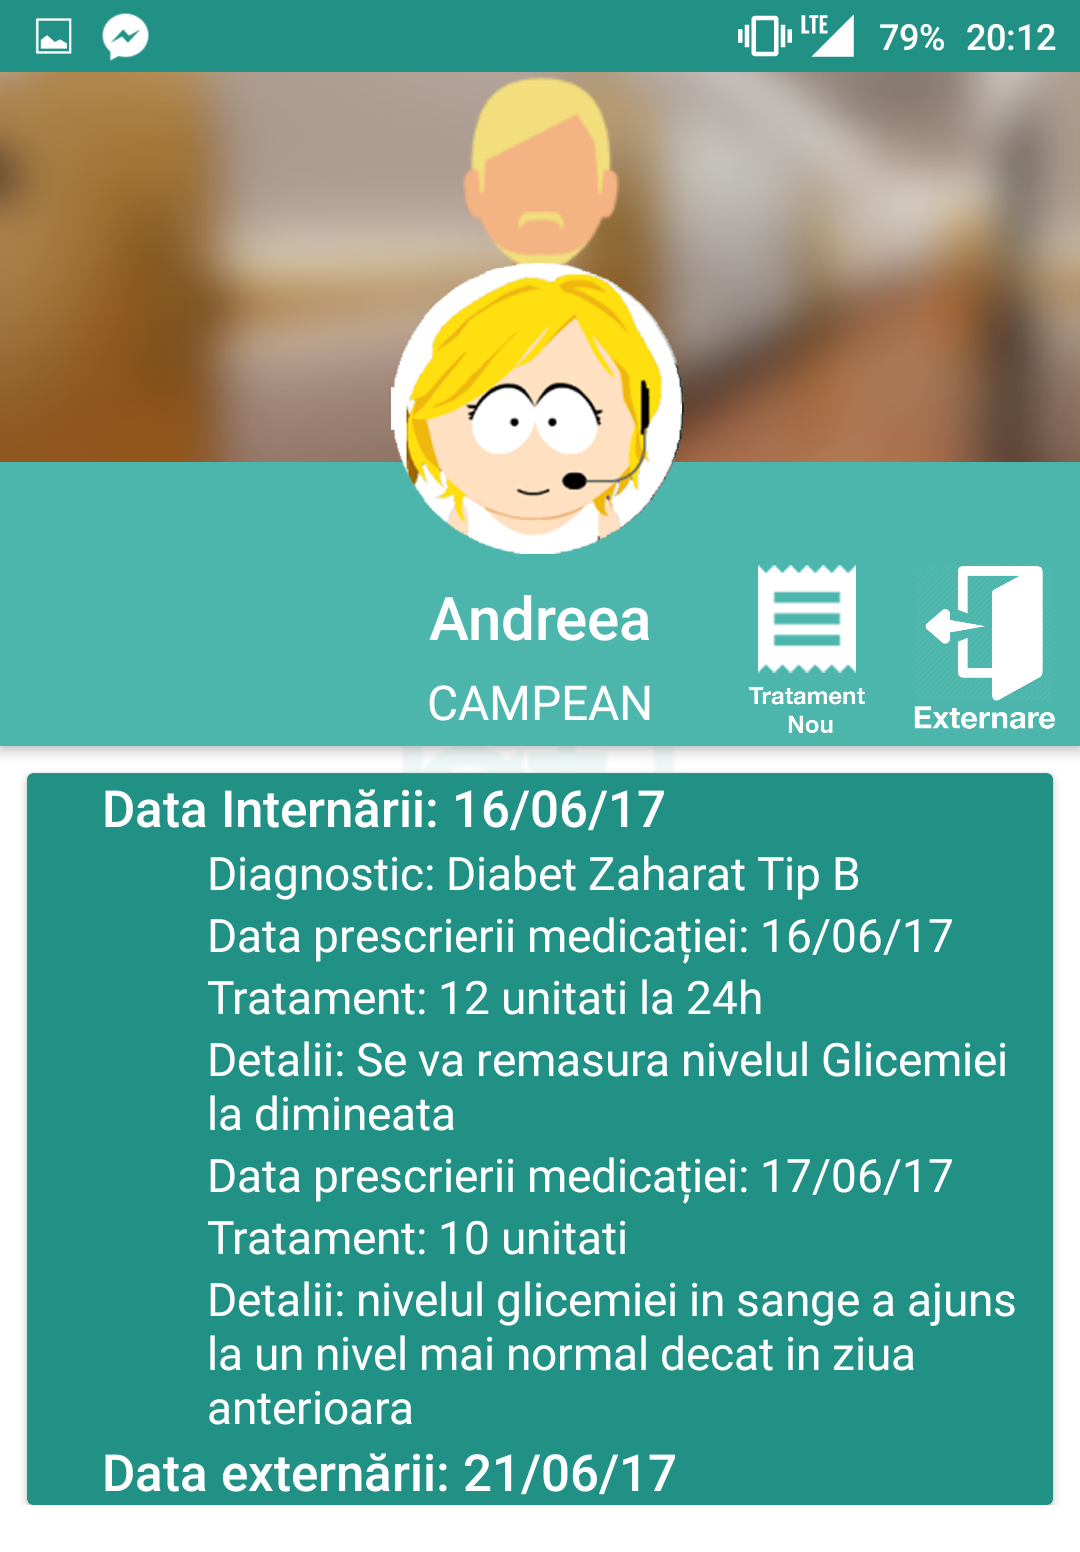 LTE 79% 20:12
Andreea
CAMPEAN
Tratament
Nou
Externare
Data Internării: 16/06/17
Diagnostic: Diabet Zaharat Tip B
Data prescrierii medicației: 16/06/17
Tratament: 12 unitati la 24h
Detalii: Se va remasura nivelul Glicemiei
la dimineata
Data prescrierii medicației: 17/06/17
Tratament: 10 unitati
Detalii: nivelul glicemiei in sange a ajuns
la un nivel mai normal decat in ziua
anterioara
Data externării: 21/06/17